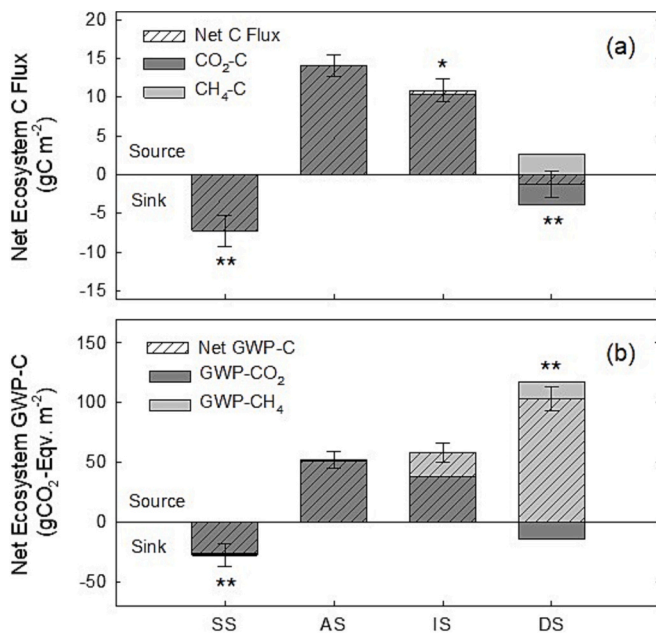 Net Ecosystem C Flux
(gC m⁻²)
20
15
10
5
0
-5
-10
-15
Net C Flux
CO₂-C
CH₄-C
(a)
*
Source
Sink
**
**
Net Ecosystem GWP-C
(gCO₂-Eqv. m⁻²)
150
100
50
0
-50
Net GWP-C
GWP-CO₂
GWP-CH₄
**
(b)
Source
Sink
**
SS AS IS DS